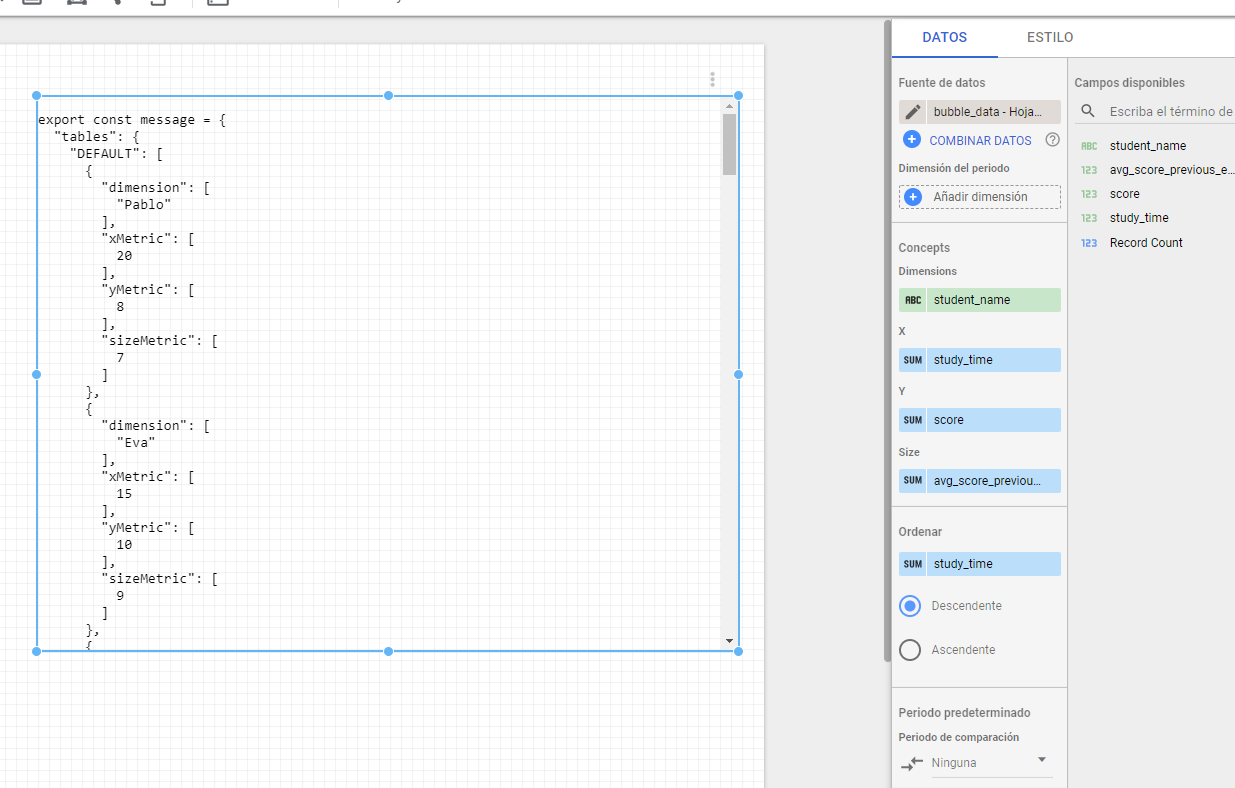 export const message = {
"tables": {
"DEFAULT": [
{
"dimension": [
"Pablo"
],
"xMetric": [
20
],
"yMetric": [
8
],
"sizeMetric": [
7
]
},
{
"dimension": [
"Eva"
],
"xMetric": [
15
],
"yMetric": [
10
],
"sizeMetric": [
9
]
},
{
DATOS
ESTILO
Fuente de datos
bubble_data - Hoja...
COMBINAR DATOS
Dimensión del periodo
Añadir dimensión
Concepts
Dimensions
ABC student_name
X
SUM study_time
Y
SUM score
Size
SUM avg_score_previou...
Ordenar
SUM study_time
Descendente
Ascendente
Periodo predeterminado
Periodo de comparación
Ninguna
Campos disponibles
Escriba el término de
ABC student_name
123 avg_score_previous_e...
123 score
123 study_time
123 Record Count